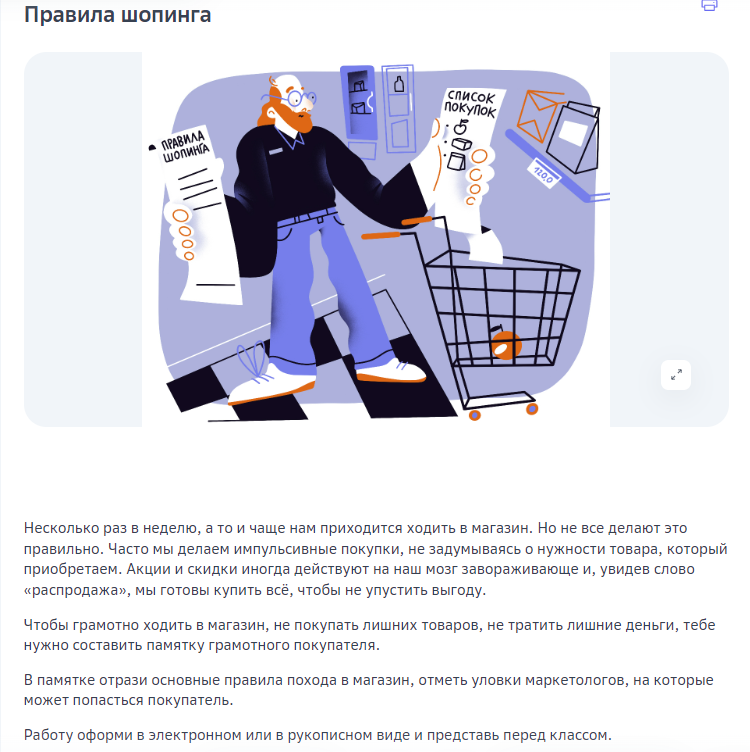 Правила шопинга
ПРАВИЛА
ШОПИНГА
СПИСОК
ПОКУПОК
120.0
Несколько раз в неделю, а то и чаще нам приходится ходить в магазин. Но не все делают это
правильно. Часто мы делаем импульсивные покупки, не задумываясь о нужности товара, который
приобретаем. Акции и скидки иногда действуют на наш мозг завораживающе и, увидев слово
«распродажа», мы готовы купить всё, чтобы не упустить выгоду.
Чтобы грамотно ходить в магазин, не покупать лишних товаров, не тратить лишние деньги, тебе
нужно составить памятку грамотного покупателя.
В памятке отрази основные правила похода в магазин, отметь уловки маркетологов, на которые
может попасться покупатель.
Работу оформи в электронном или в рукописном виде и представь перед классом.